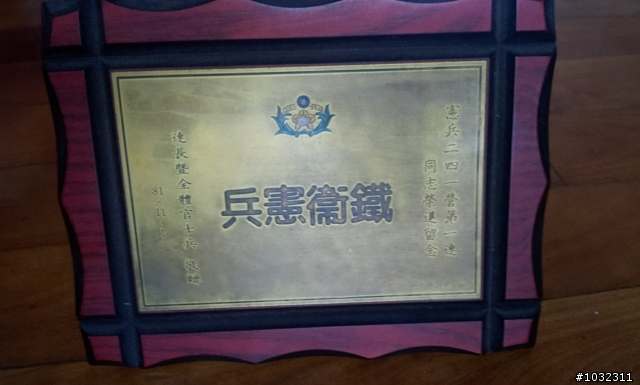 憲兵二四一營第一連
同志榮退留念
鐵衛憲兵
連長暨全體官士兵 敬贈
81.11.
#1032311